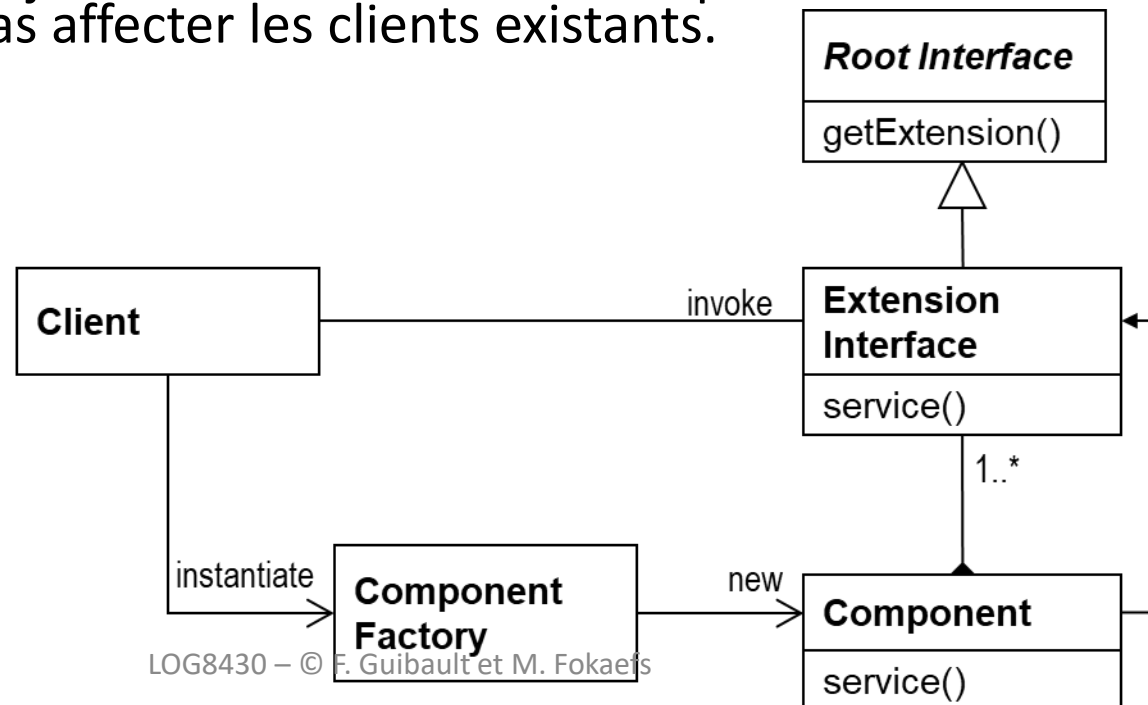 as affecter les clients existants.
Root Interface
getExtension()
Client
invoke
Extension
Interface
service()
1..*
instantiate
Component
Factory
new
Component
service()
LOG8430 – © F. Guibault et M. Fokaefs